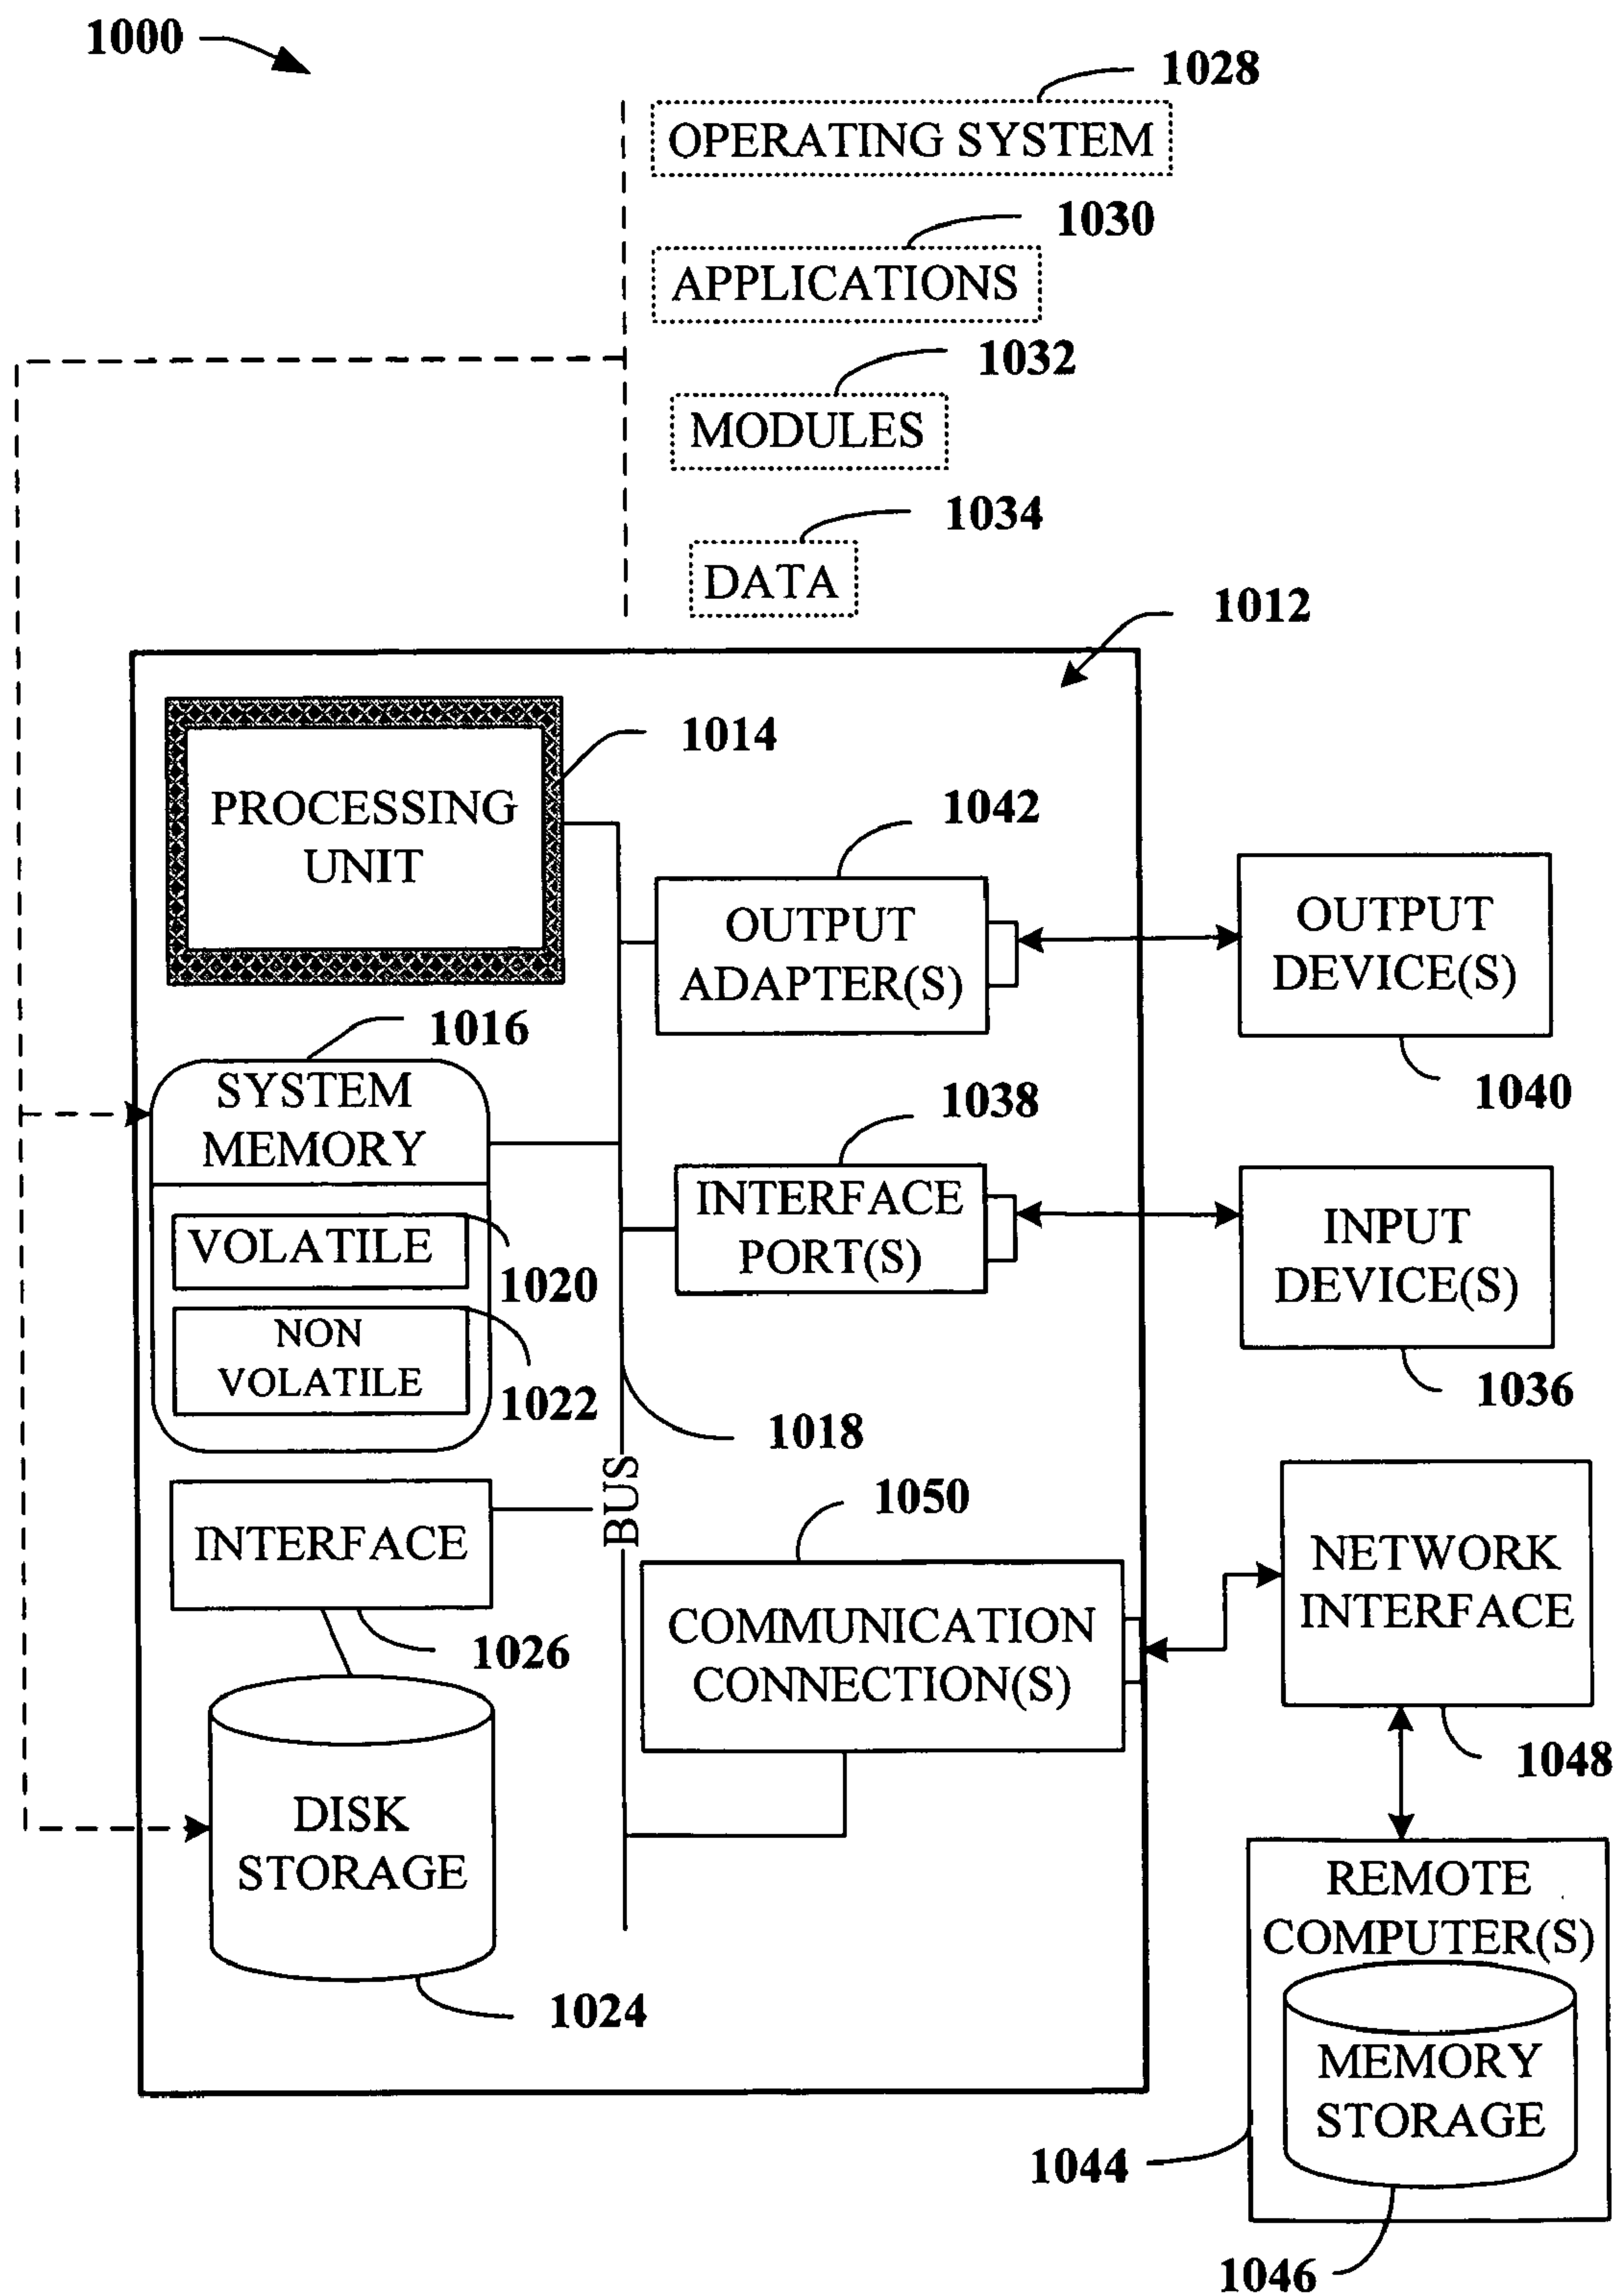 1000
1028
OPERATING SYSTEM
1030
APPLICATIONS
1032
MODULES
1034
DATA
1012
PROCESSING
UNIT
1014
1042
OUTPUT
ADAPTER(S)
OUTPUT
DEVICE(S)
1040
1016
SYSTEM
MEMORY
VOLATILE
1020
NON
VOLATILE
1022
1038
INTERFACE
PORT(S)
INPUT
DEVICE(S)
1036
1018
BUS
INTERFACE
1026
1050
COMMUNICATION
CONNECTION(S)
NETWORK
INTERFACE
1048
DISK
STORAGE
1024
REMOTE
COMPUTER(S)
MEMORY
STORAGE
1044
1046